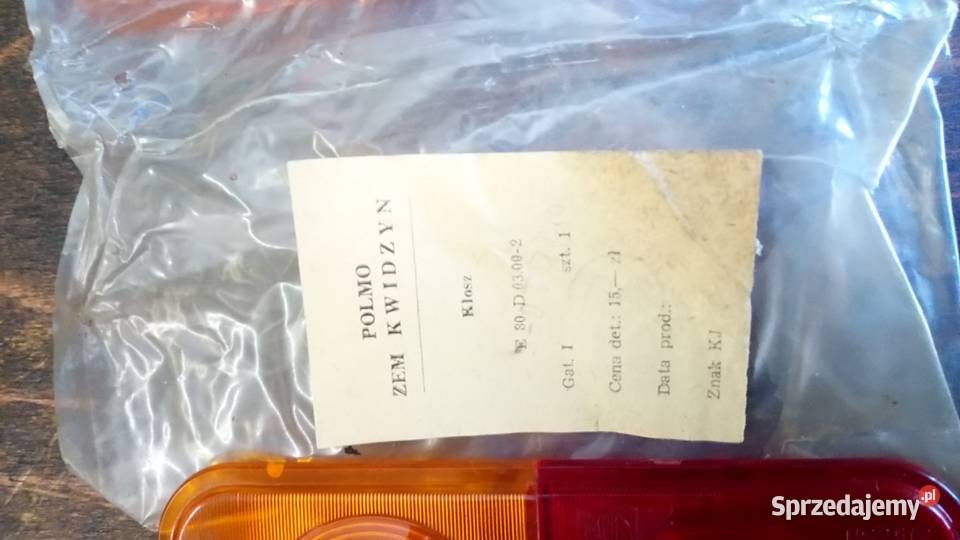 POLMO
ZEM KWIDZYN
Klosz
E 30-D.03.00-2
Gat. I szt. 1
Cena det.: 15,— zł
Data prod.:
Znak KJ
Sprzedajemy.pl